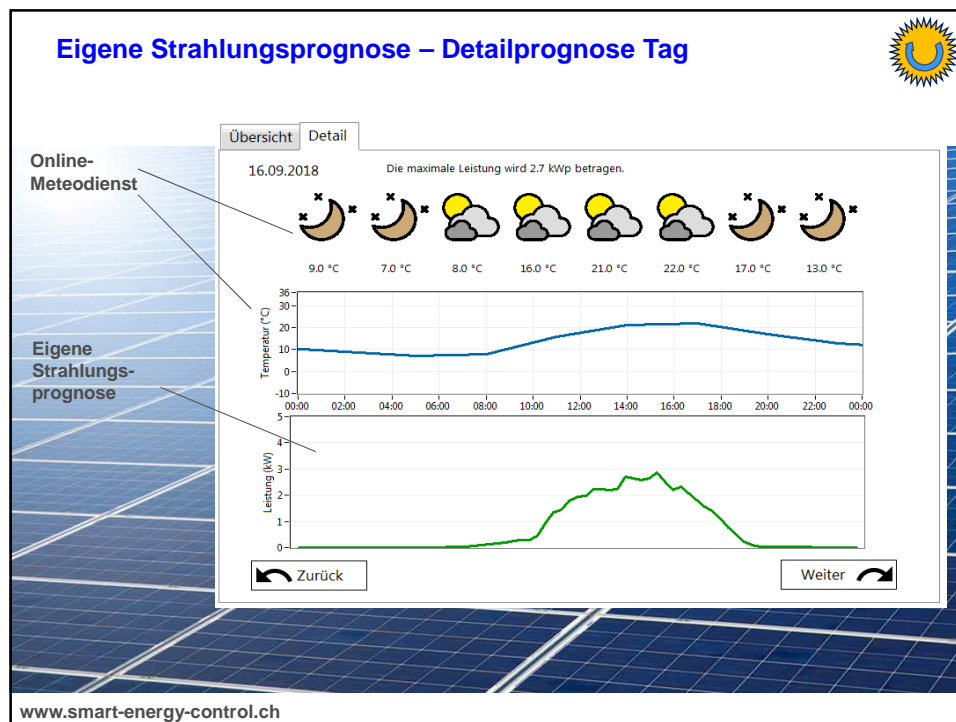 Eigene Strahlungsprognose – Detailprognose Tag
Übersicht Detail
Online-
Meteodienst
16.09.2018 Die maximale Leistung wird 2.7 kWp betragen.
9.0 °C 7.0 °C 8.0 °C 16.0 °C 21.0 °C 22.0 °C 17.0 °C 13.0 °C
Temperatur (°C)
36
30
20
10
0
-10
00:00 02:00 04:00 06:00 08:00 10:00 12:00 14:00 16:00 18:00 20:00 22:00 00:00
Eigene
Strahlungs-
prognose
Leistung (kW)
5
4
3
2
1
0
Zurück Weiter
www.smart-energy-control.ch